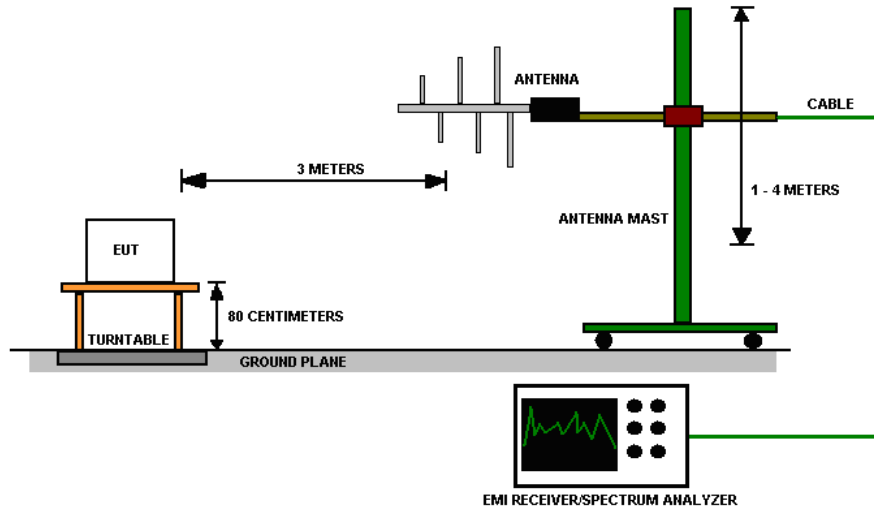 ANTENNA
CABLE
3 METERS
1 - 4 METERS
ANTENNA MAST
EUT
80 CENTIMETERS
TURNTABLE
GROUND PLANE
EMI RECEIVER/SPECTRUM ANALYZER